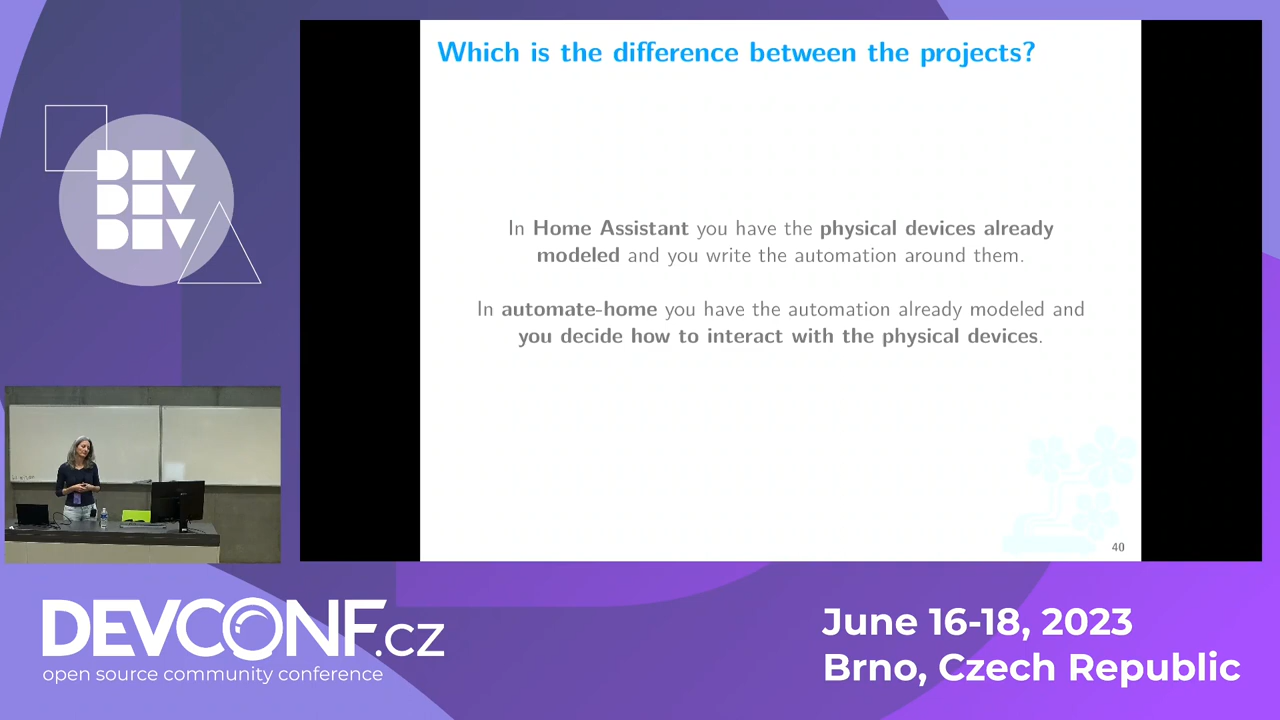 Which is the difference between the projects?
In Home Assistant you have the physical devices already
modeled and you write the automation around them.
In automate-home you have the automation already modeled and
you decide how to interact with the physical devices.
40
DEV
DEV
DEV
DEVCONF.cz
open source community conference
June 16-18, 2023
Brno, Czech Republic